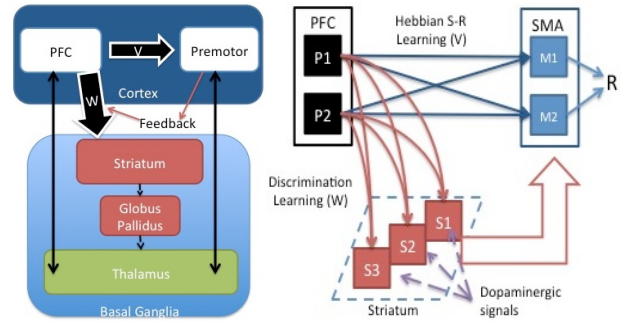 PFC
V
Premotor
W
Cortex
Feedback
Striatum
Globus
Pallidus
Thalamus
Basal Ganglia
PFC
Hebbian S-R
Learning (V)
SMA
P1
M1
R
P2
M2
Discrimination
Learning (W)
S1
S2
S3
Dopaminergic
signals
Striatum